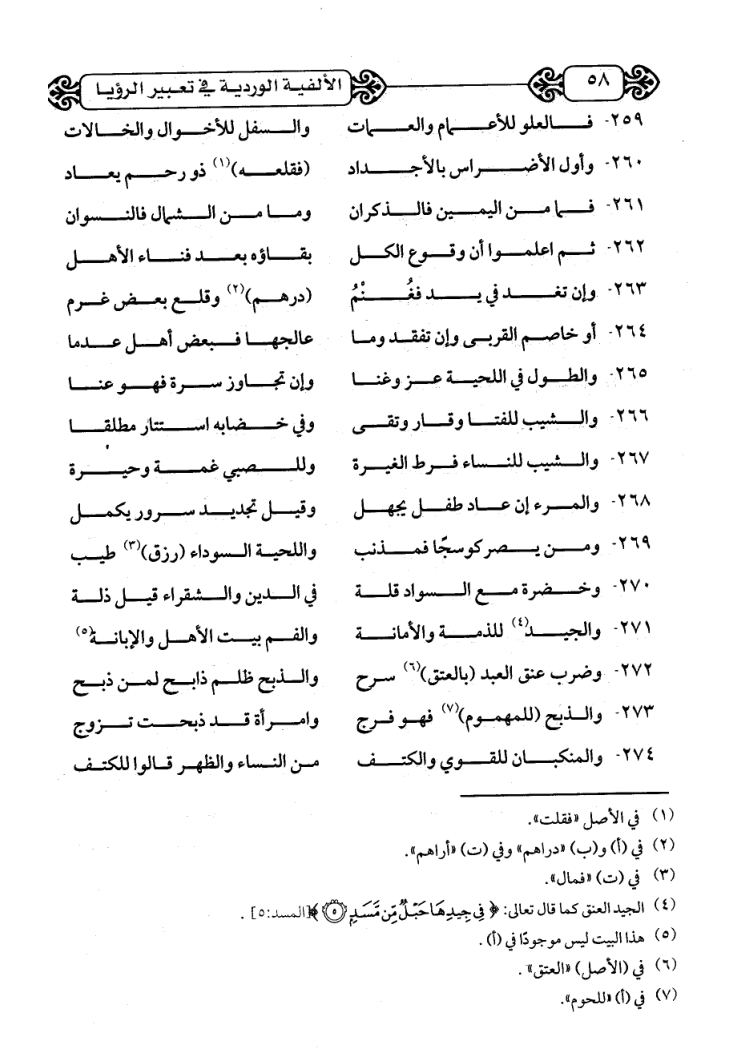 ٥٨
الألفية الوردية في تعبير الرؤيا
٢٥٩- فالعلو للأعمام والعمات والسفل للأخوال والخالات
٢٦٠- وأول الأضراس بالأجداد (فقلعه)(١) ذو رحم يعاد
٢٦١- فما من اليمين فالذكران وما من الشمال فالنسوان
٢٦٢- ثم اعلموا أن وقوع الكل بقاؤه بعد فناء الأهل
٢٦٣- وإن تغد في يد فغُنْمُ (درهم)(٢) وقلع بعض غرم
٢٦٤- أو خاصم القربى وإن تفقد وما عالجها فبعض أهل عدما
٢٦٥- والطول في اللحية عز وغنا وإن تجاوز سرة فهو عنا
٢٦٦- والشيب للفتا وقار وتقى وفي خضابه استتار مطلقا
٢٦٧- والشيب للنساء فرط الغيرة وللصبي غمة وحيرة
٢٦٨- والمرء إن عاد طفل يجهل وقيل تجديد سرور يكمل
٢٦٩- ومن يصر كوسجًا فمذنب واللحية السوداء (رزق)(٣) طيب
٢٧٠- وخضرة مع السواد قلة في الدين والشقراء قيل ذلة
٢٧١- والجيد(٤) للذمة والأمانة والفم بيت الأهل والإبانة(٥)
٢٧٢- وضرب عنق العبد (بالعتق)(٦) سرح والذبح ظلم ذابح لمن ذبح
٢٧٣- والذبح (للمهموم)(٧) فهو فرج وامرأة قد ذبحت تزوج
٢٧٤- والمنكبان للقوي والكتف من النساء والظهر قالوا للكتف
(١) في الأصل «فقلت».
(٢) في (أ) و(ب) «دراهم» وفي (ت) «أراهم».
(٣) في (ت) «فمال».
(٤) الجيد العنق كما قال تعالى: ﴿ فِي جِيدِهَا حَبْلٌ مِّن مَّسَدٍ ۝٥ ﴾[المسد:٥] .
(٥) هذا البيت ليس موجودًا في (أ).
(٦) في (الأصل) «العتق» .
(٧) في (أ) «للحوم».